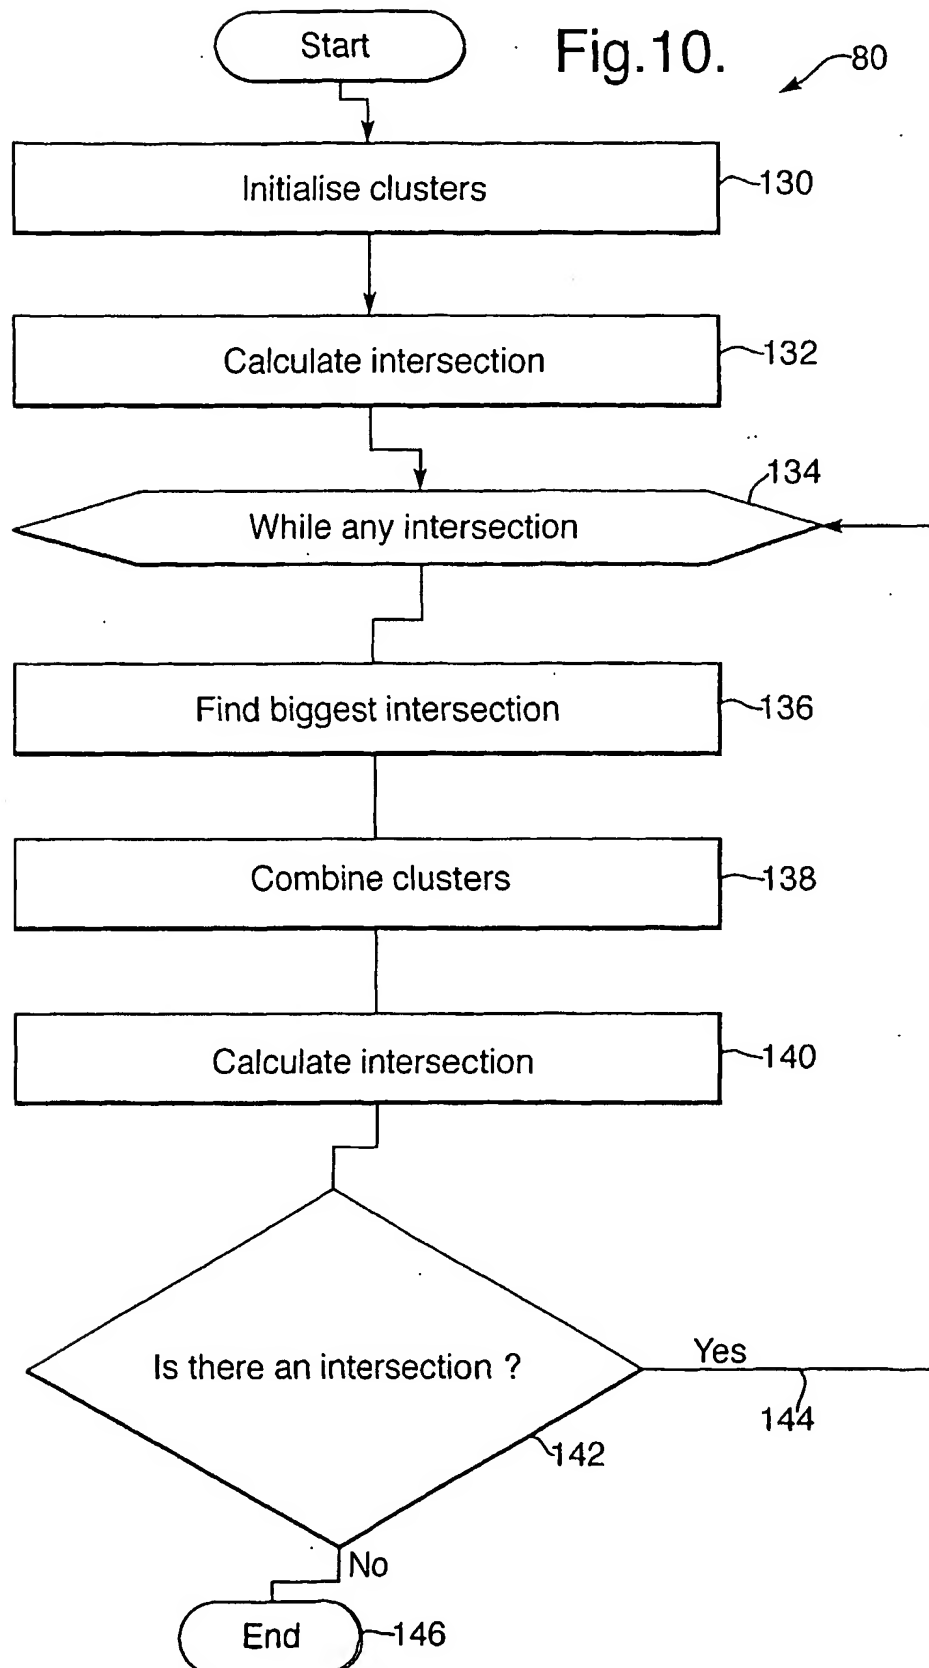 Start
Fig.10.
80
Initialise clusters
130
Calculate intersection
132
134
While any intersection
Find biggest intersection
136
Combine clusters
138
Calculate intersection
140
Is there an intersection ?
Yes
144
142
No
End
146